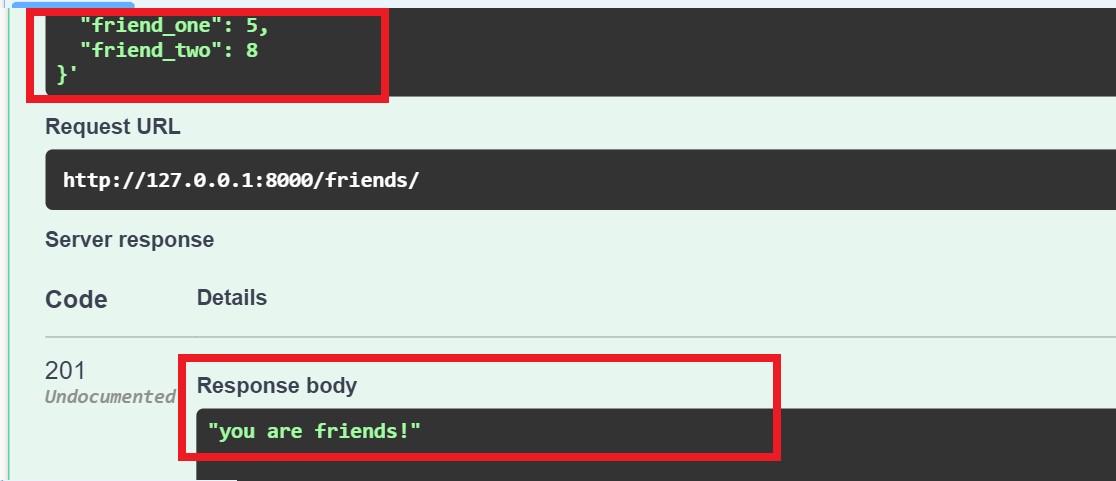 "friend_one": 5,
"friend_two": 8
}'
Request URL
http://127.0.0.1:8000/friends/
Server response
Code Details
201
Undocumented
Response body
"you are friends!"